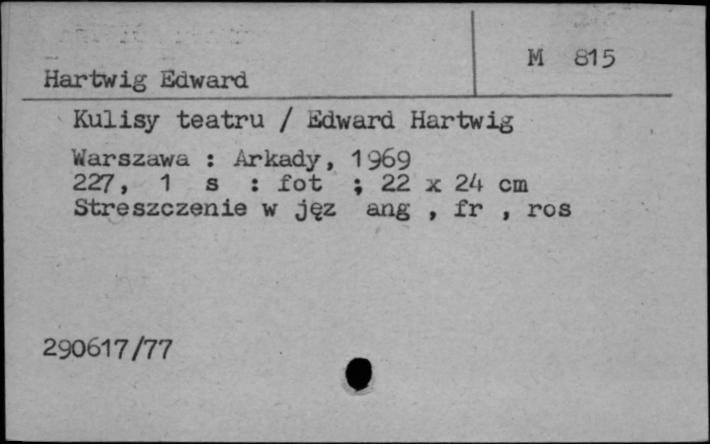 M 815
Hartwig Edward
Kulisy teatru / Edward Hartwig
Warszawa : Arkady, 1969
227, 1 s : fot ; 22 x 24 cm
Streszczenie w jęz ang , fr , ros
290617/77